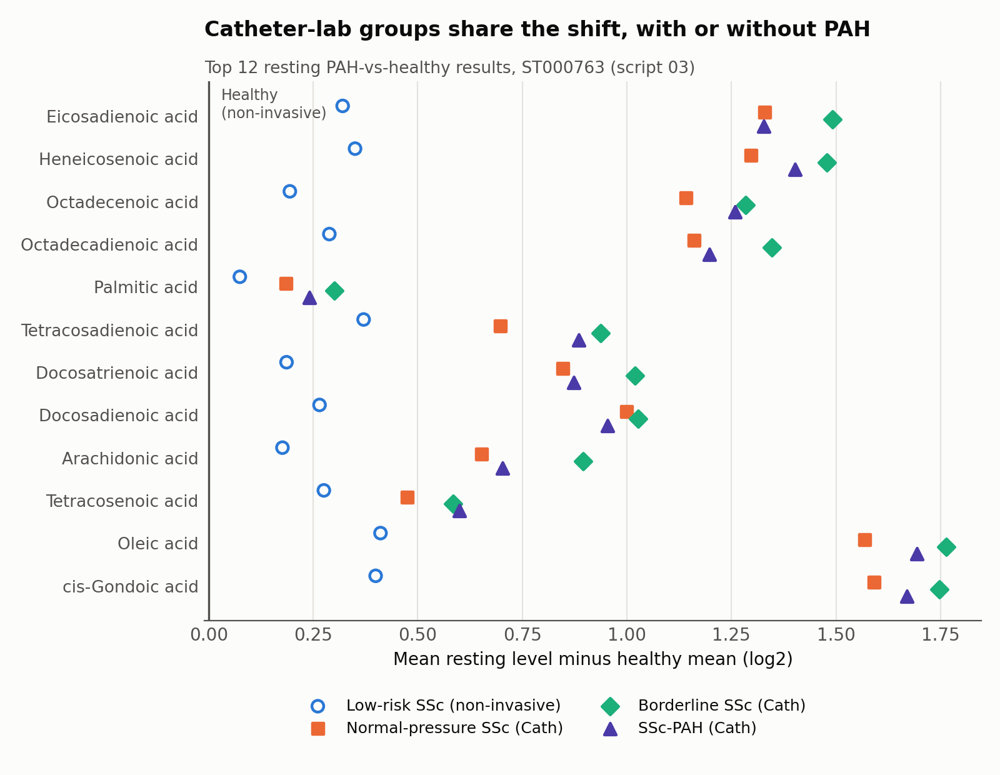 Catheter-lab groups share the shift, with or without PAH
Top 12 resting PAH-vs-healthy results, ST000763 (script 03)
Healthy
(non-invasive)
Eicosadienoic acid
Heneicosenoic acid
Octadecenoic acid
Octadecadienoic acid
Palmitic acid
Tetracosadienoic acid
Docosatrienoic acid
Docosadienoic acid
Arachidonic acid
Tetracosenoic acid
Oleic acid
cis-Gondoic acid
0.00 0.25 0.50 0.75 1.00 1.25 1.50 1.75
Mean resting level minus healthy mean (log2)
Low-risk SSc (non-invasive)
Normal-pressure SSc (Cath)
Borderline SSc (Cath)
SSc-PAH (Cath)